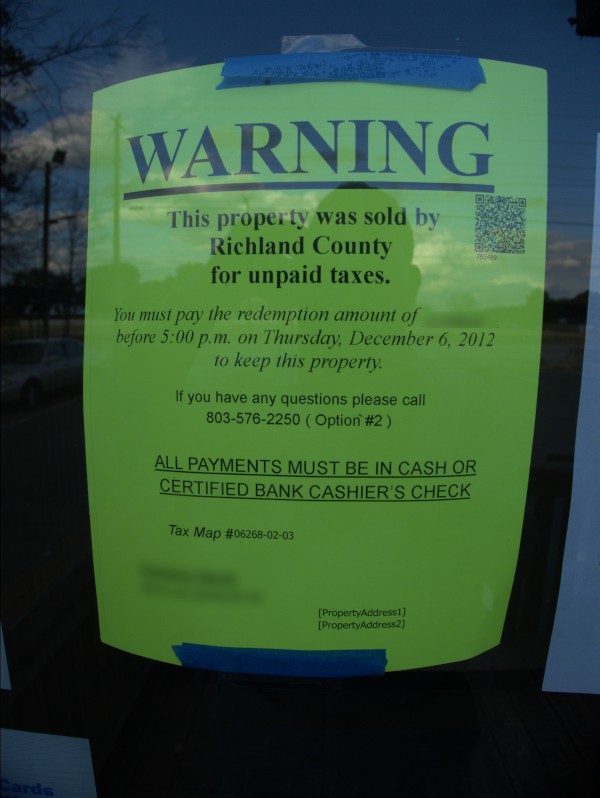 WARNING
This property was sold by
Richland County
for unpaid taxes.
You must pay the redemption amount of
before 5:00 p.m. on Thursday, December 6, 2012
to keep this property.
If you have any questions please call
803-576-2250 ( Option #2 )
ALL PAYMENTS MUST BE IN CASH OR
CERTIFIED BANK CASHIER'S CHECK
Tax Map #06268-02-03
[PropertyAddress1]
[PropertyAddress2]
Cards